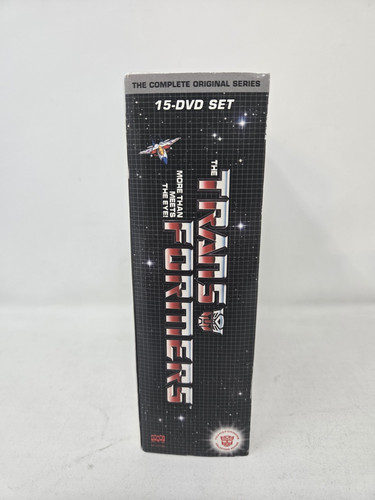 THE COMPLETE ORIGINAL SERIES
15-DVD SET
THE
TRANS
FORMERS
MORE THAN
MEETS
THE EYE!